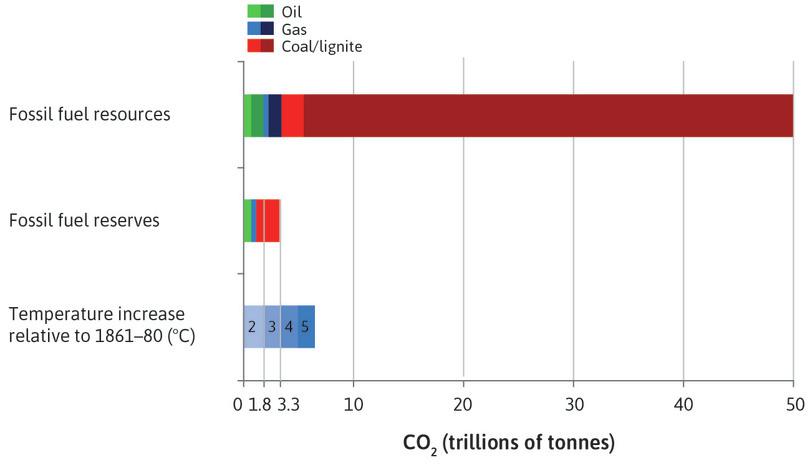 Oil
Gas
Coal/lignite
Fossil fuel resources
Fossil fuel reserves
Temperature increase
relative to 1861–80 (°C)
2 3 4 5
0 1.8 3.3 10 20 30 40 50
CO₂ (trillions of tonnes)